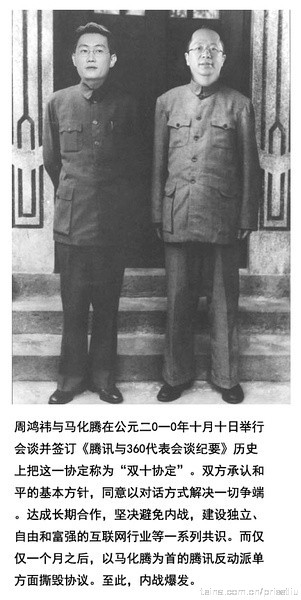 周鸿祎与马化腾在公元二0一0年十月十日举行
会谈并签订《腾讯与360代表会谈纪要》历史
上把这一协定称为“双十协定”。双方承认和
平的基本方针，同意以对话方式解决一切争端
。达成长期合作，坚决避免内战，建设独立、
自由和富强的互联网行业等一系列共识。而仅
仅一个月之后，以马化腾为首的腾讯反动派单
方面撕毁协议。至此，内战爆发。